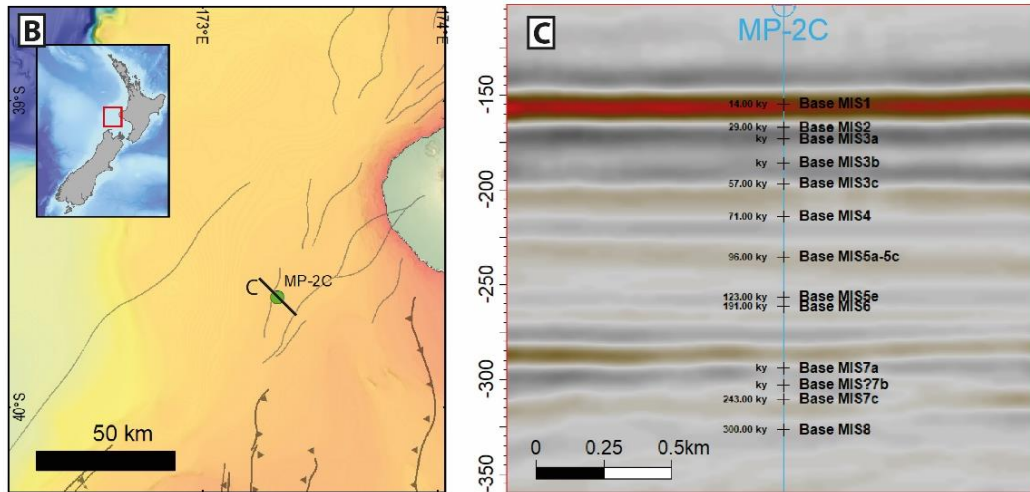 B
173°E
174°E
39°S
MP-2C
C
40°S
50 km
C
MP-2C
-150
-200
-250
-300
-350
14.00 ky Base MIS1
29.00 ky Base MIS2
ky Base MIS3a
ky Base MIS3b
57.00 ky Base MIS3c
71.00 ky Base MIS4
96.00 ky Base MIS5a-5c
123.00 ky Base MIS5e
191.00 ky Base MIS6
ky Base MIS7a
ky Base MIS?7b
243.00 ky Base MIS7c
300.00 ky Base MIS8
0 0.25 0.5km